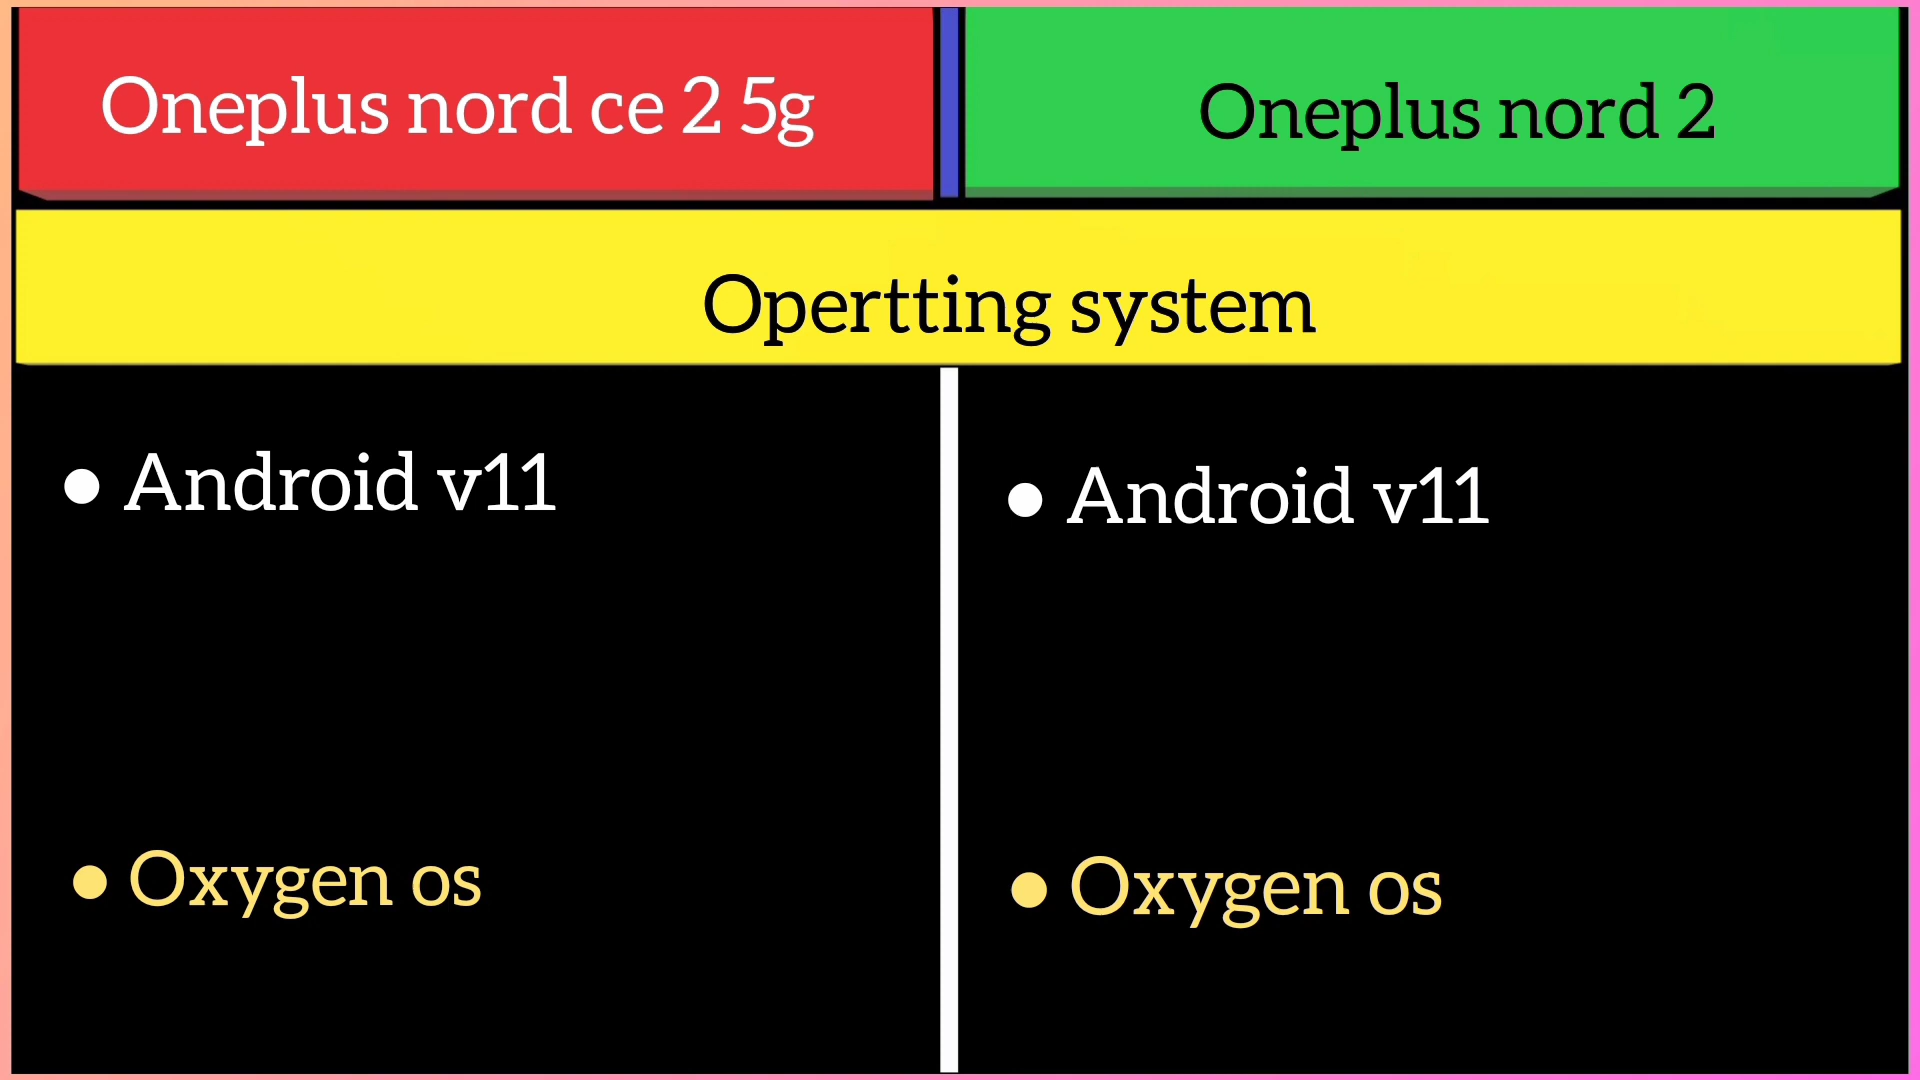 Oneplus nord ce 2 5g
Oneplus nord 2
Opertting system
• Android v11
• Android v11
• Oxygen os
• Oxygen os